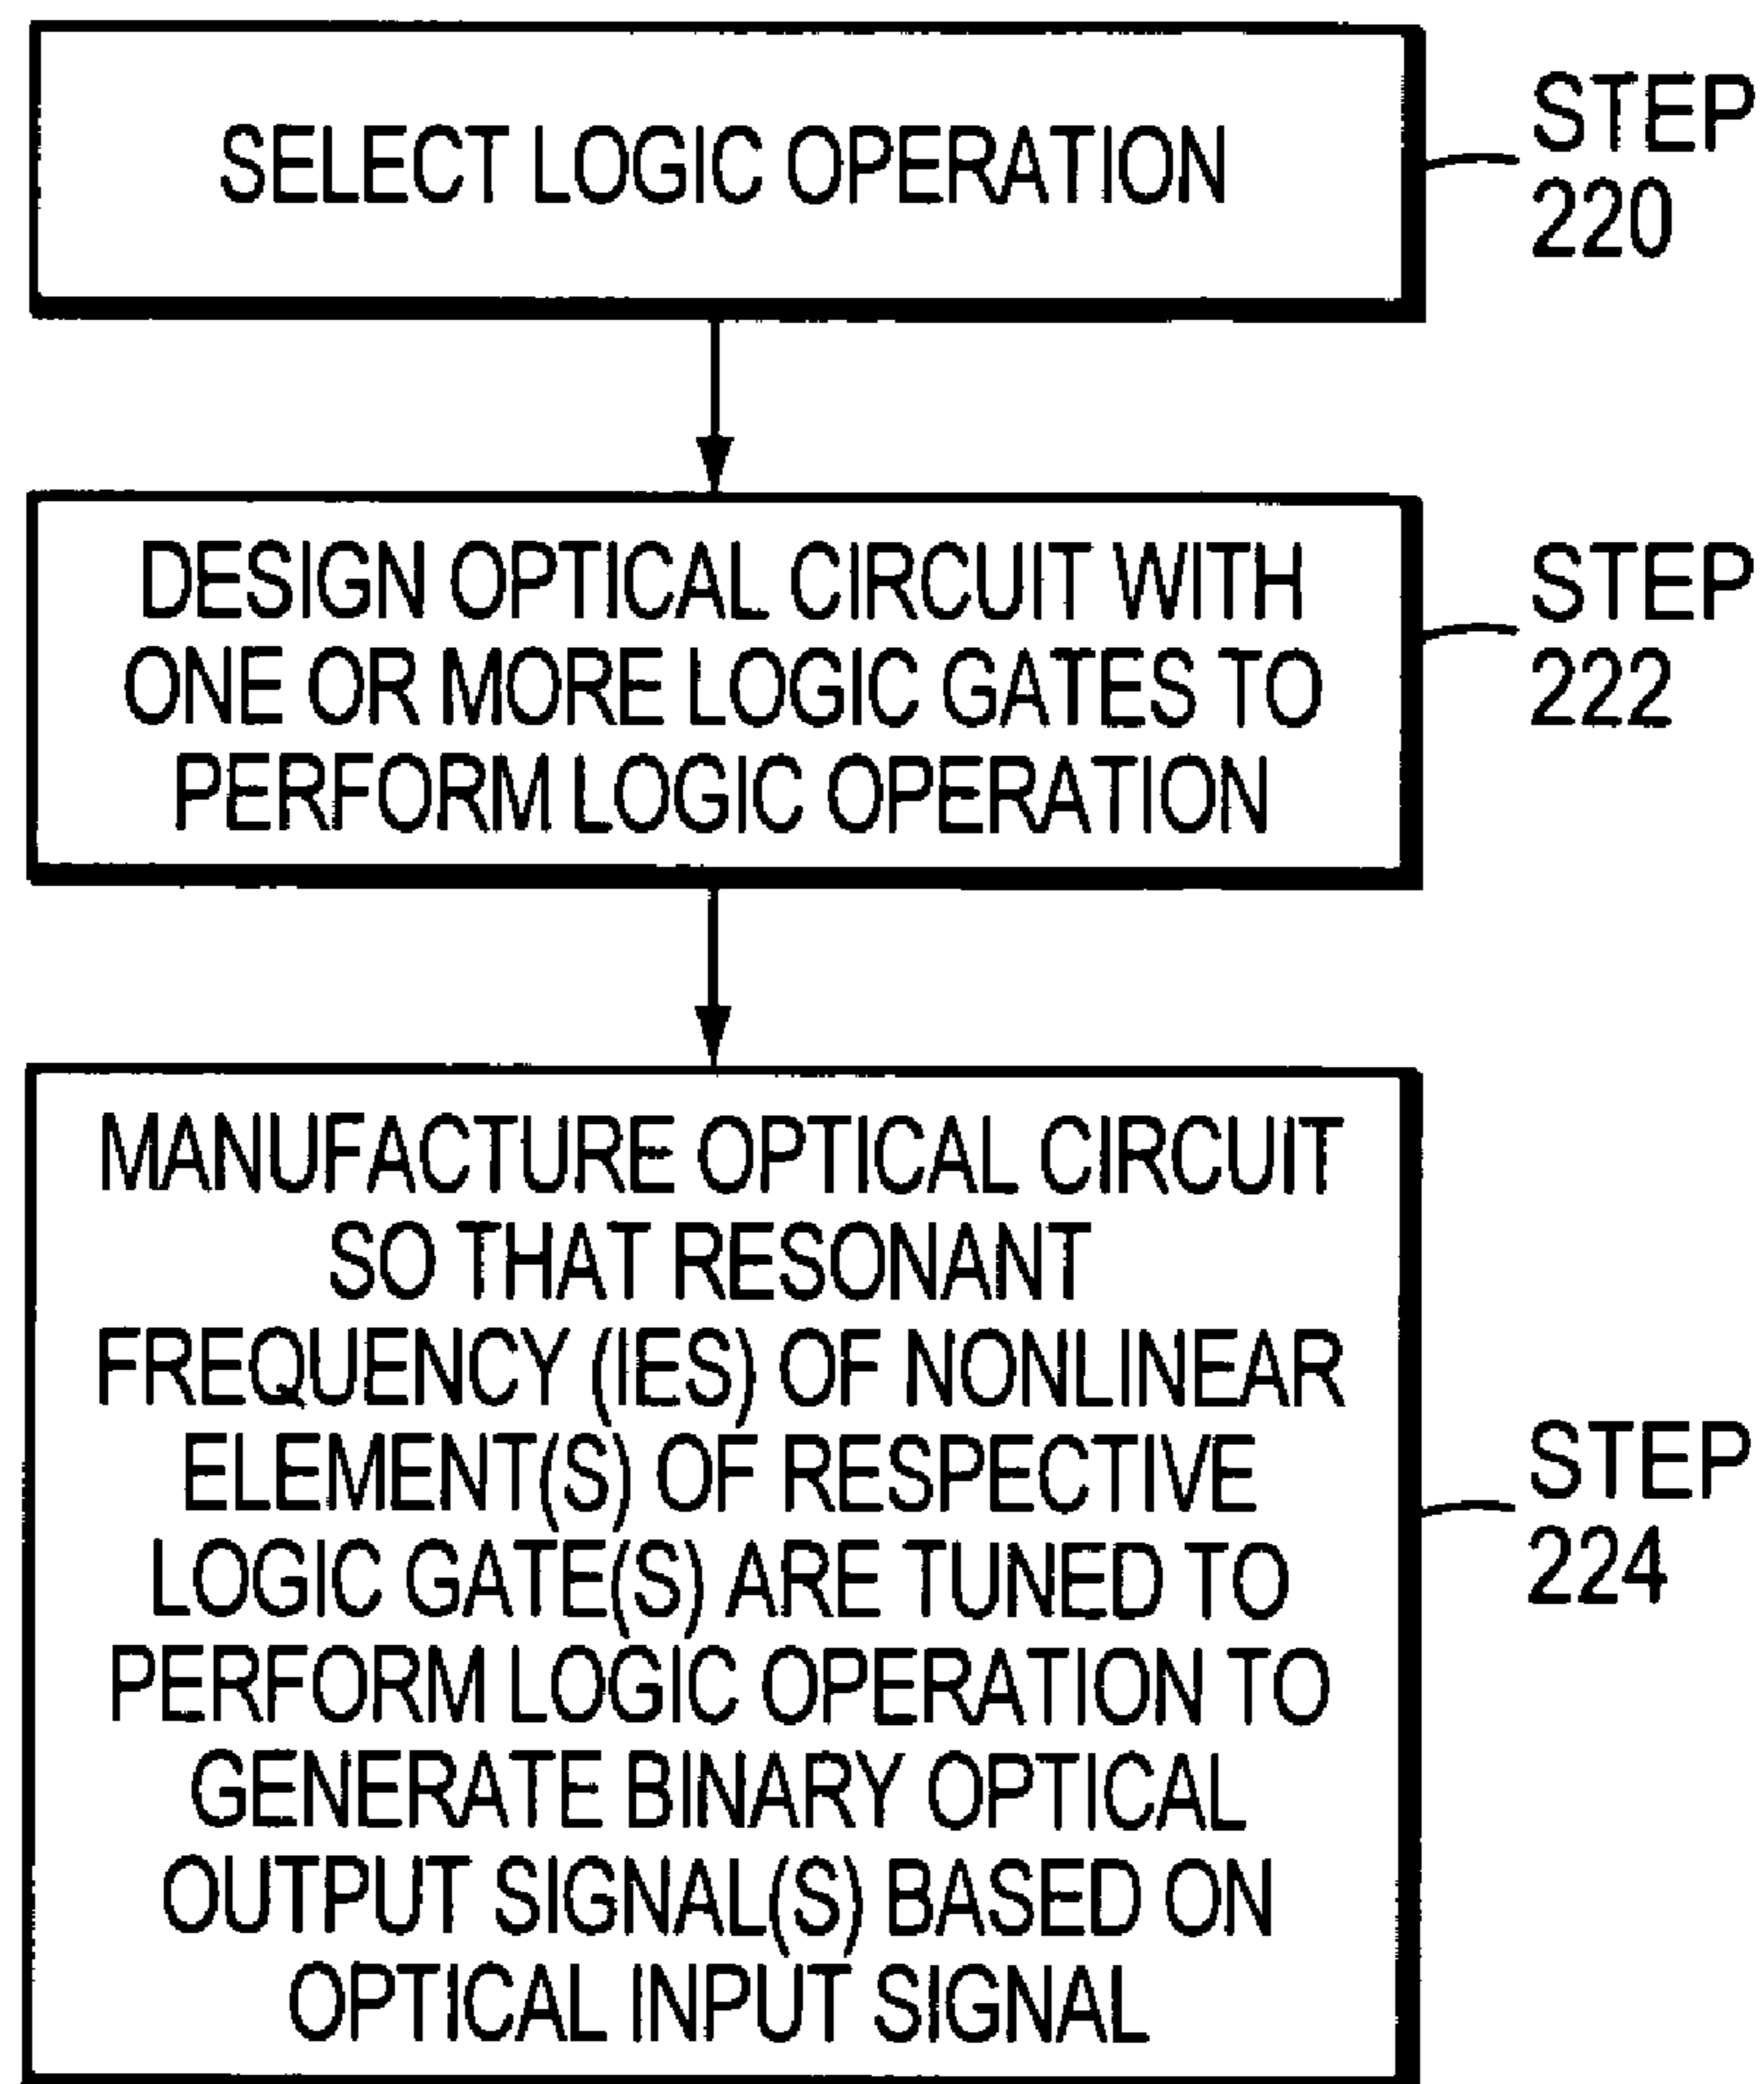 SELECT LOGIC OPERATION
STEP
220
DESIGN OPTICAL CIRCUIT WITH
ONE OR MORE LOGIC GATES TO
PERFORM LOGIC OPERATION
STEP
222
MANUFACTURE OPTICAL CIRCUIT
SO THAT RESONANT
FREQUENCY (IES) OF NONLINEAR
ELEMENT(S) OF RESPECTIVE
LOGIC GATE(S) ARE TUNED TO
PERFORM LOGIC OPERATION TO
GENERATE BINARY OPTICAL
OUTPUT SIGNAL(S) BASED ON
OPTICAL INPUT SIGNAL
STEP
224